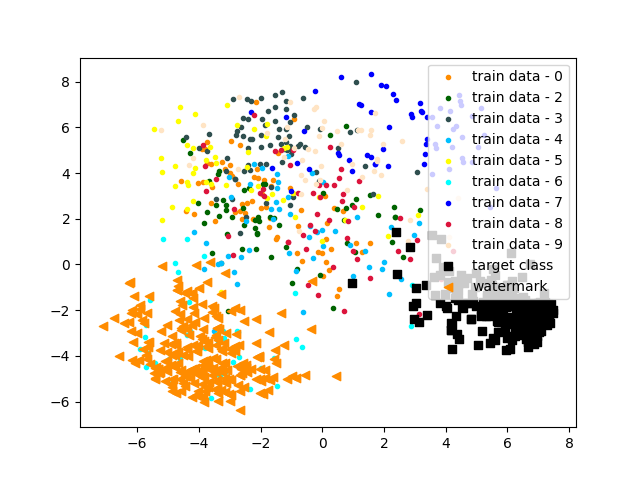 8
6
4
2
0
−2
−4
−6
−6
−4
−2
0
2
4
6
8
train data - 0
train data - 2
train data - 3
train data - 4
train data - 5
train data - 6
train data - 7
train data - 8
train data - 9
target class
watermark